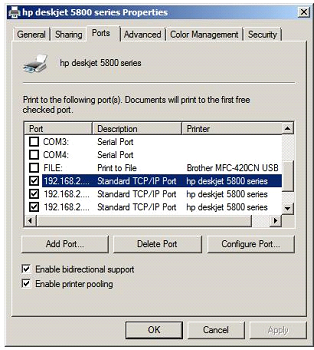 hp deskjet 5800 series Properties
General Sharing Ports Advanced Color Management Security
hp deskjet 5800 series
Print to the following port(s). Documents will print to the first free
checked port.
Port Description Printer
COM3: Serial Port
COM4: Serial Port
FILE: Print to File Brother MFC-420CN USB
192.168.2.... Standard TCP/IP Port hp deskjet 5800 series
192.168.2.... Standard TCP/IP Port hp deskjet 5800 series
192.168.2.... Standard TCP/IP Port hp deskjet 5800 series
Add Port... Delete Port Configure Port...
Enable bidirectional support
Enable printer pooling
OK Cancel Apply